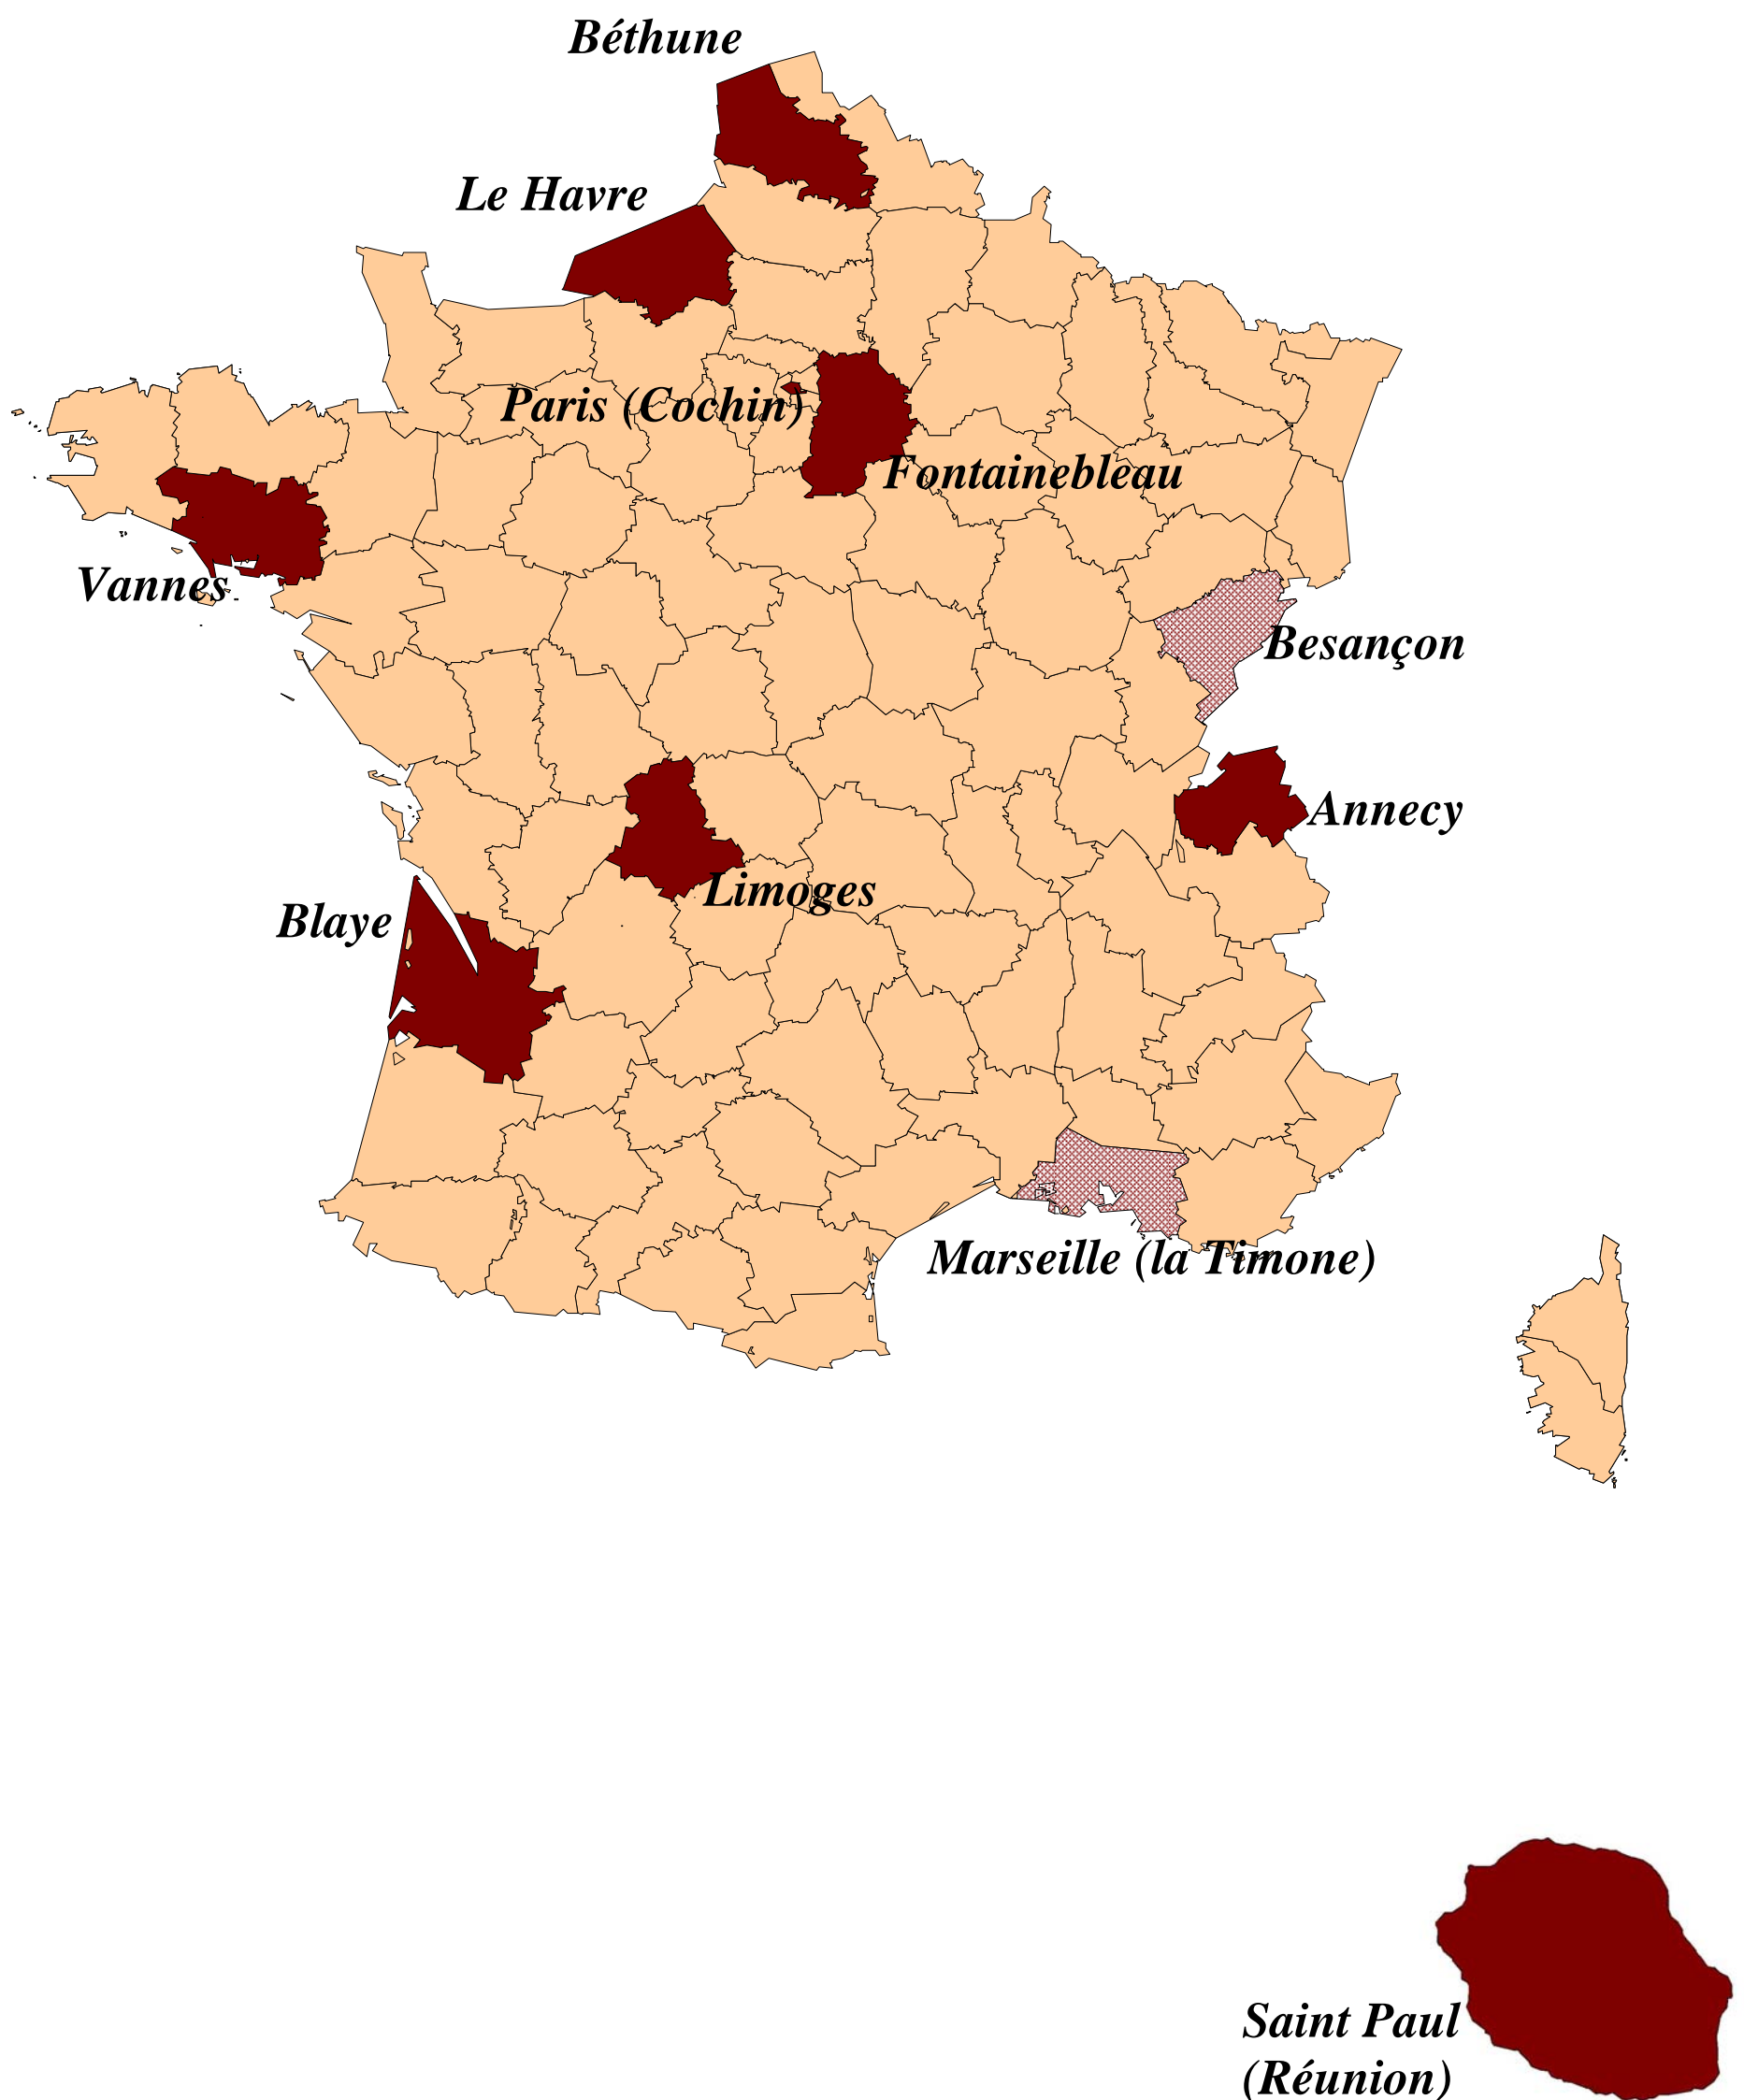 Béthune
Le Havre
Paris (Cochin)
Fontainebleau
Vannes
Besançon
Annecy
Limoges
Blaye
Marseille (la Timone)
Saint Paul
(Réunion)